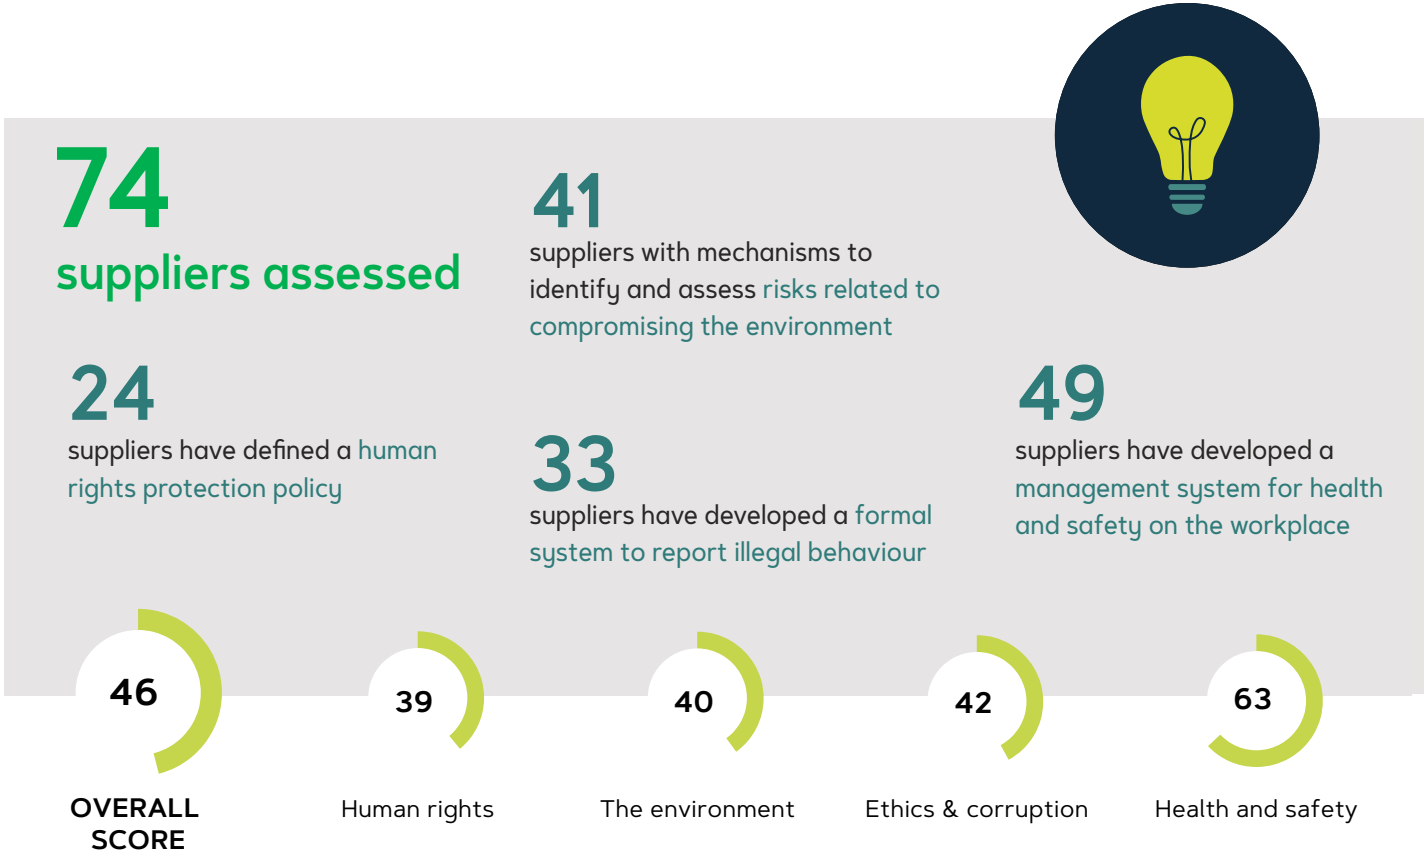 74
suppliers assessed
41
suppliers with mechanisms to
identify and assess risks related to
compromising the environment
24
suppliers have defined a human
rights protection policy
33
suppliers have developed a formal
system to report illegal behaviour
49
suppliers have developed a
management system for health
and safety on the workplace
46
OVERALL
SCORE
39
Human rights
40
The environment
42
Ethics & corruption
63
Health and safety